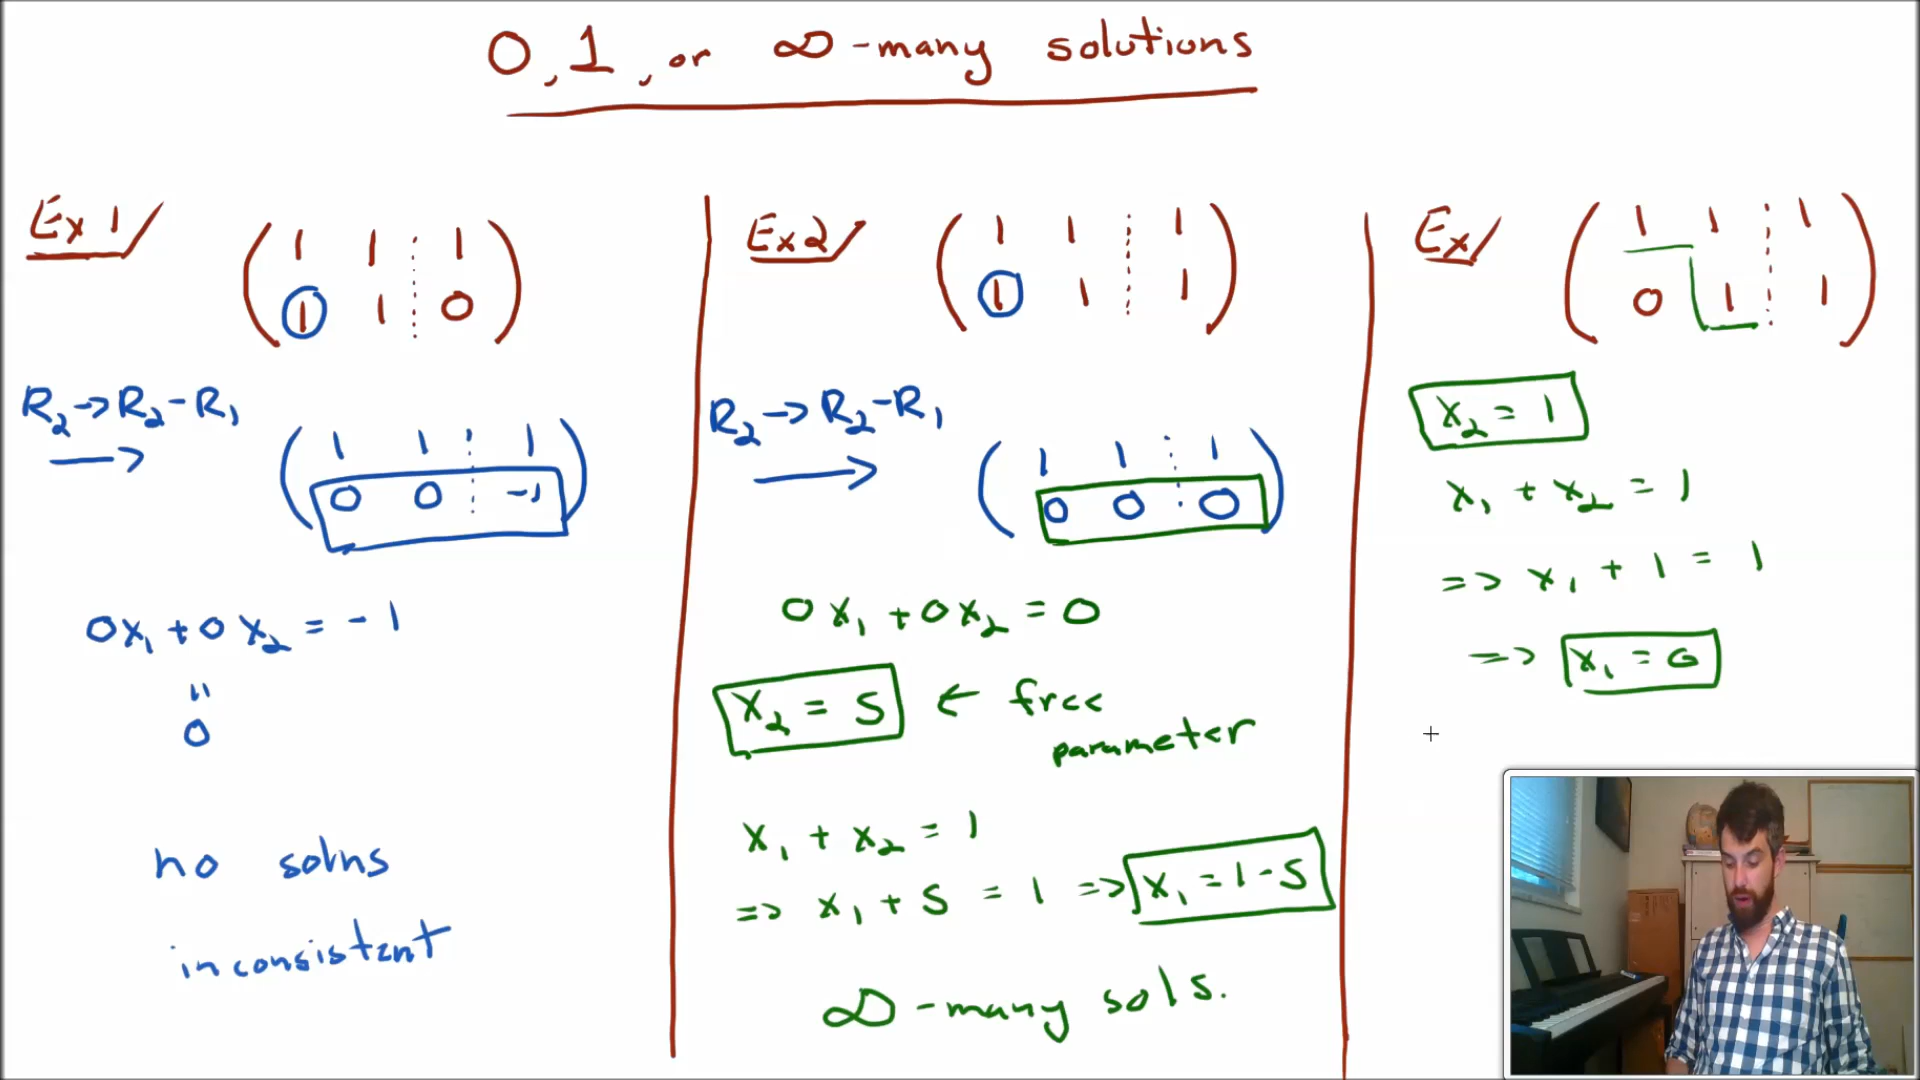 0, 1, or ∞-many solutions
Ex 1/
1 1 1
1 1 0
R₂ → R₂ - R₁
1 1 1
0 0 -1
0x₁ + 0x₂ = -1
"
0
no solns
inconsistent
Ex2/
1 1 1
1 1 1
R₂ → R₂ - R₁
1 1 1
0 0 0
0x₁ + 0x₂ = 0
x₂ = S ← free
parameter
x₁ + x₂ = 1
=> x₁ + S = 1 => x₁ = 1 - S
∞-many sols.
Ex/
1 1 1
0 1 1
x₂ = 1
x₁ + x₂ = 1
=> x₁ + 1 = 1
=> x₁ = 0